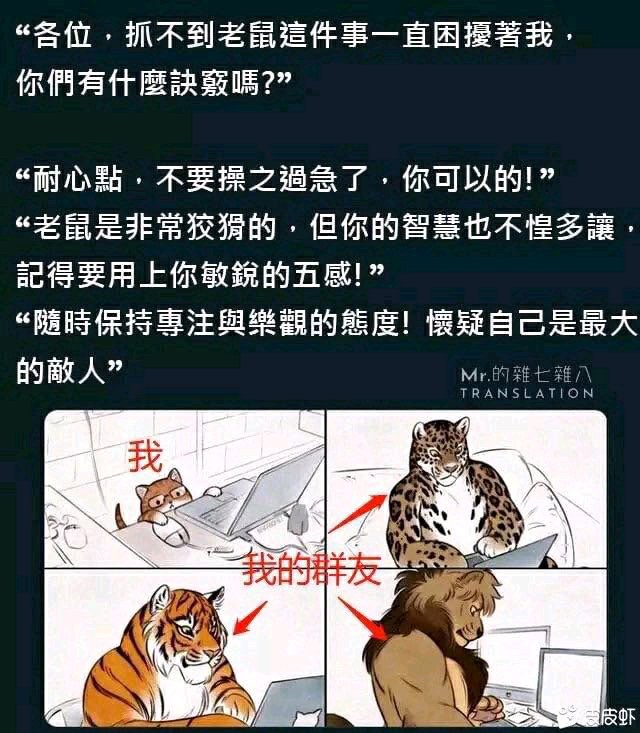 “各位，抓不到老鼠這件事一直困擾著我，
你們有什麼訣竅嗎?”
“耐心點，不要操之過急了，你可以的!”
“老鼠是非常狡猾的，但你的智慧也不惶多讓，
記得要用上你敏銳的五感!”
“隨時保持專注與樂觀的態度! 懷疑自己是最大
的敵人”
Mr.的雜七雜八
TRANSLATION
我
我的群友
皮皮虾